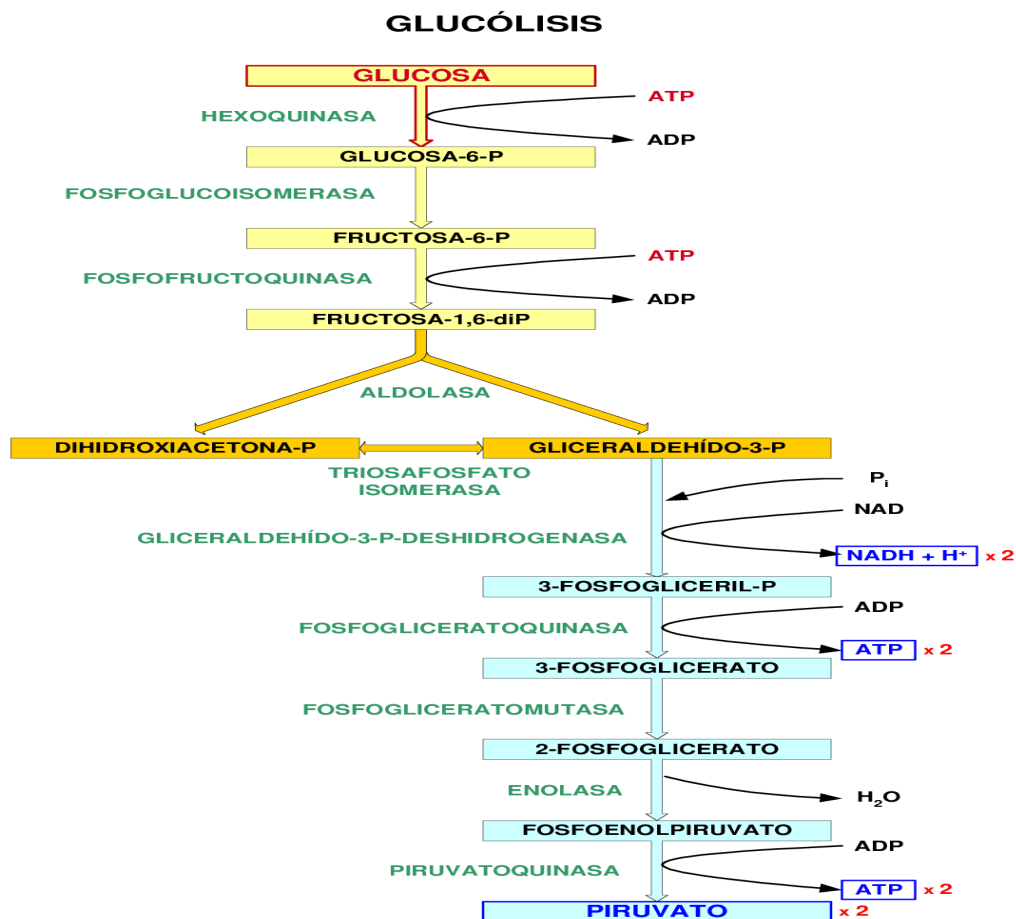 GLUCÓLISIS
GLUCOSA
ATP
HEXOQUINASA
ADP
GLUCOSA-6-P
FOSFOGLUCOISOMERASA
FRUCTOSA-6-P
ATP
FOSFOFRUCTOQUINASA
ADP
FRUCTOSA-1,6-diP
ALDOLASA
DIHIDROXIACETONA-P
GLICERALDEHÍDO-3-P
TRIOSAFOSFATO
ISOMERASA
Pi
NAD
GLICERALDEHÍDO-3-P-DESHIDROGENASA
NADH + H⁺ x 2
3-FOSFOGLICERIL-P
ADP
FOSFOGLICERATOQUINASA
ATP x 2
3-FOSFOGLICERATO
FOSFOGLICERATOMUTASA
2-FOSFOGLICERATO
ENOLASA
H₂O
FOSFOENOLPIRUVATO
ADP
PIRUVATOQUINASA
ATP x 2
PIRUVATO x 2